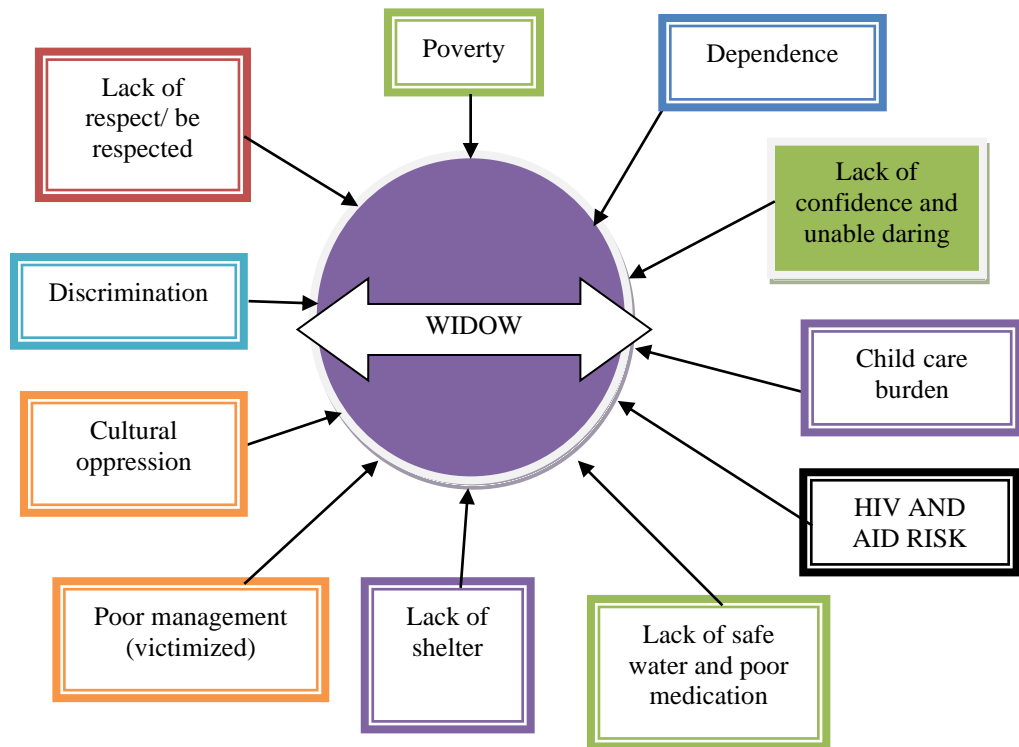 Poverty
Dependence
Lack of
respect/ be
respected
Lack of
confidence and
unable daring
Discrimination
WIDOW
Child care
burden
Cultural
oppression
HIV AND
AID RISK
Poor management
(victimized)
Lack of
shelter
Lack of safe
water and poor
medication